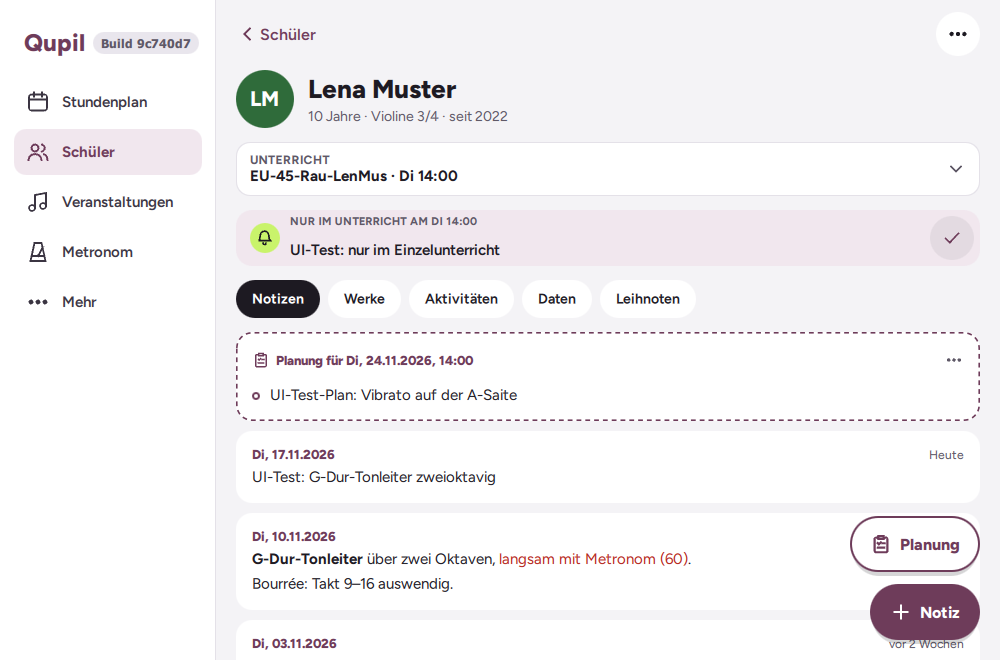 Qupil Build 9c740d7
Stundenplan
Schüler
Veranstaltungen
Metronom
Mehr
Schüler
LM
Lena Muster
10 Jahre · Violine 3/4 · seit 2022
UNTERRICHT
EU-45-Rau-LenMus · Di 14:00
NUR IM UNTERRICHT AM DI 14:00
UI-Test: nur im Einzelunterricht
Notizen Werke Aktivitäten Daten Leihnoten
Planung für Di, 24.11.2026, 14:00
UI-Test-Plan: Vibrato auf der A-Saite
Di, 17.11.2026 Heute
UI-Test: G-Dur-Tonleiter zweioktavig
Di, 10.11.2026
G-Dur-Tonleiter über zwei Oktaven, langsam mit Metronom (60).
Bourrée: Takt 9–16 auswendig.
Planung
Notiz
Di, 03.11.2026 vor 2 Wochen